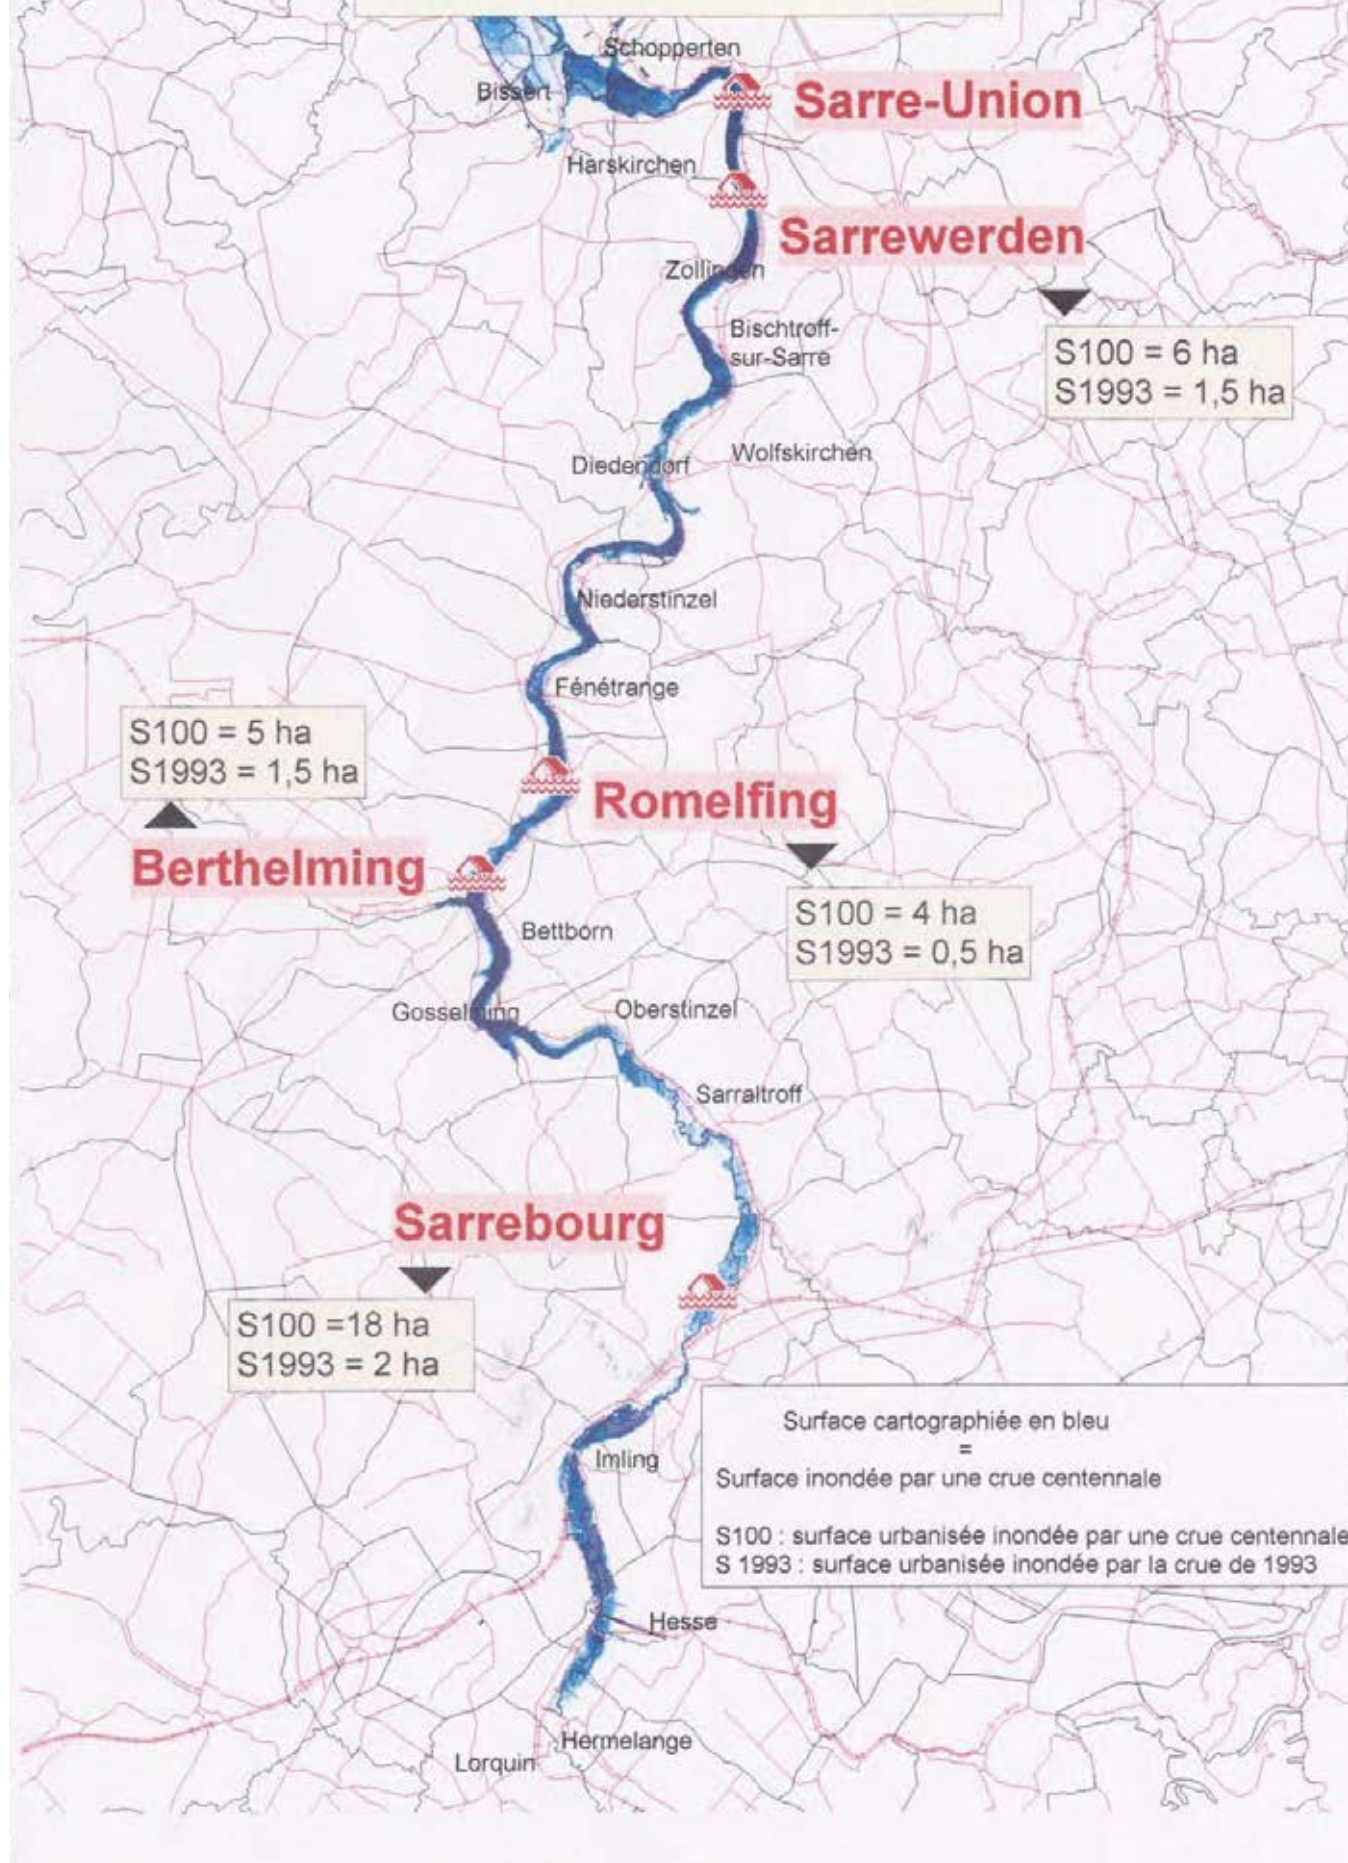 Schopperten
Bissert
Sarre-Union
Harskirchen
Sarrewerden
Zollingen
Bischtroff-
sur-Sarre
S100 = 6 ha
S1993 = 1,5 ha
Wolfskirchen
Diedendorf
Niederstinzel
Fénétrange
S100 = 5 ha
S1993 = 1,5 ha
Romelfing
Berthelming
S100 = 4 ha
S1993 = 0,5 ha
Bettborn
Gosselming
Oberstinzel
Sarraltroff
Sarrebourg
S100 =18 ha
S1993 = 2 ha
Surface cartographiée en bleu
=
Surface inondée par une crue centennale
S100 : surface urbanisée inondée par une crue centennale
S 1993 : surface urbanisée inondée par la crue de 1993
Imling
Hesse
Hermelange
Lorquin